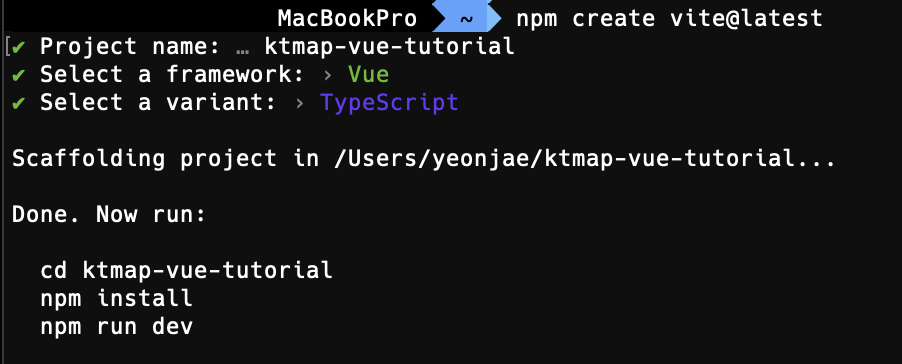 MacBookPro ~ npm create vite@latest
[✔ Project name: … ktmap-vue-tutorial
✔ Select a framework: › Vue
✔ Select a variant: › TypeScript
Scaffolding project in /Users/yeonjae/ktmap-vue-tutorial...
Done. Now run:
cd ktmap-vue-tutorial
npm install
npm run dev